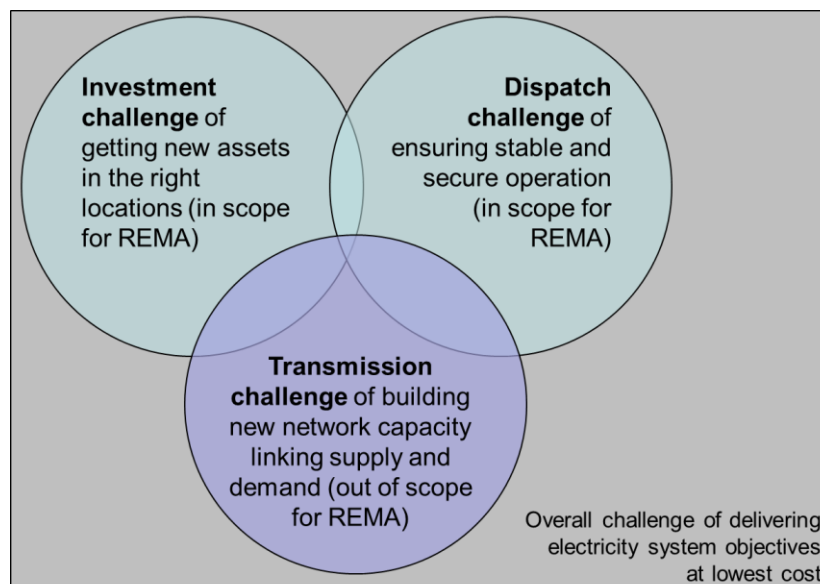 Investment
challenge of
getting new assets
in the right
locations (in scope
for REMA)
Dispatch
challenge of
ensuring stable and
secure operation
(in scope for
REMA)
Transmission
challenge of building
new network capacity
linking supply and
demand (out of scope
for REMA)
Overall challenge of delivering
electricity system objectives
at lowest cost